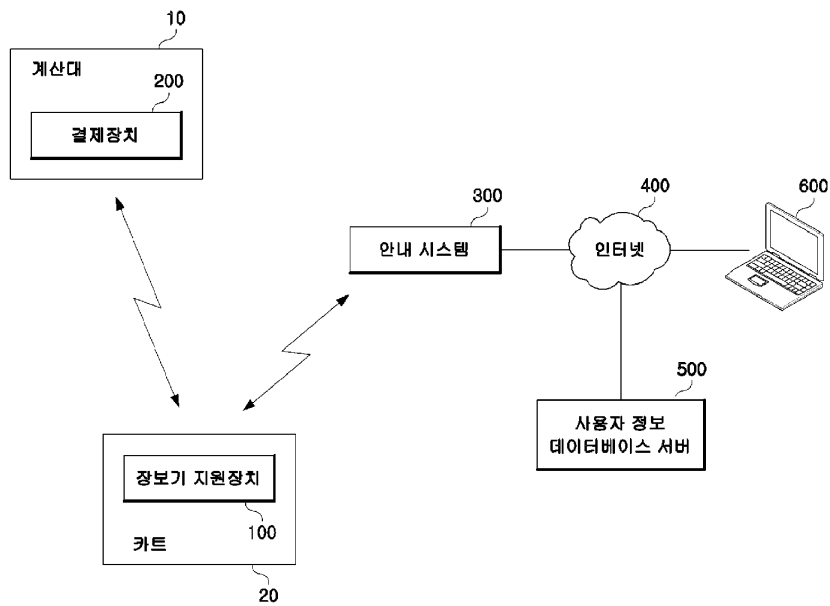 10
계산대
200
결제장치
300
안내 시스템
400
인터넷
600
500
사용자 정보
데이터베이스 서버
장보기 지원장치
100
카트
20